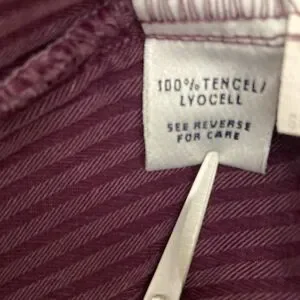 100% TENCEL/
LYOCELL
SEE REVERSE
FOR CARE